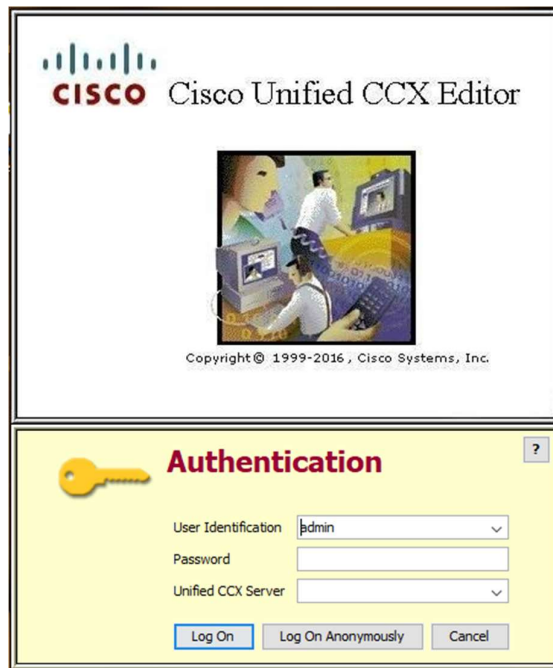 CISCO Cisco Unified CCX Editor
Copyright© 1999-2016, Cisco Systems, Inc.
Authentication
?
User Identification admin
Password
Unified CCX Server
Log On Log On Anonymously Cancel